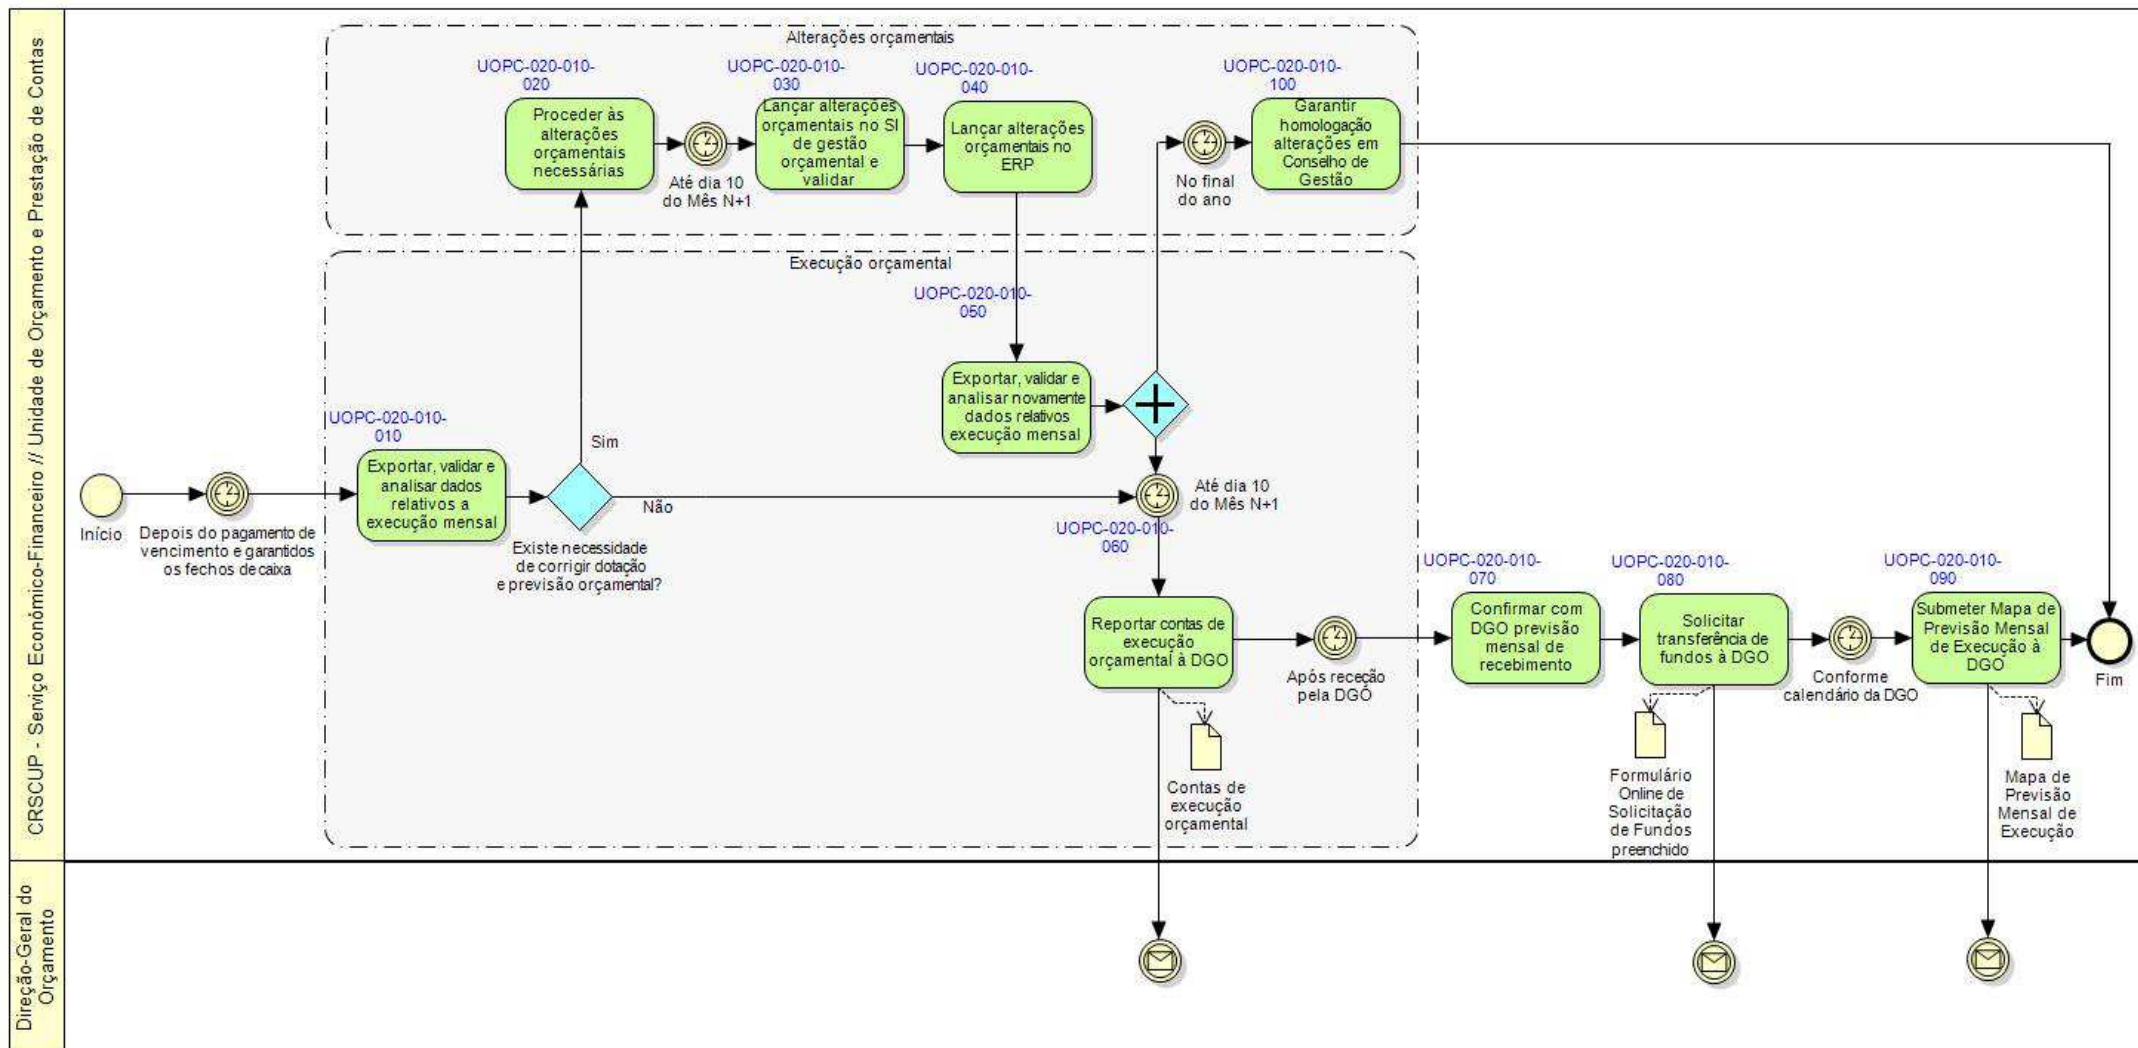 CRSCUP - Serviço Económico-Financeiro // Unidade de Orçamento e Prestação de Contas
Alterações orçamentais
UOPC-020-010-
020
Proceder às
alterações
orçamentais
necessárias
Até dia 10
do Mês N+1
UOPC-020-010-
030
Lançar alterações
orçamentais no SI
de gestão
orçamental e
validar
UOPC-020-010-
040
Lançar alterações
orçamentais no
ERP
No final
do ano
UOPC-020-010-
100
Garantir
homologação
alterações em
Conselho de
Gestão
Execução orçamental
UOPC-020-010-
050
Exportar, validar e
analisar novamente
dados relativos
execução mensal
Início
Depois do pagamento de
vencimento e garantidos
os fechos de caixa
UOPC-020-010-
010
Exportar, validar e
analisar dados
relativos a
execução mensal
Sim
Não
Existe necessidade
de corrigir dotação
e previsão orçamental?
Até dia 10
do Mês N+1
UOPC-020-010-
060
Reportar contas de
execução
orçamental à DGO
Contas de
execução
orçamental
Após receção
pela DGO
UOPC-020-010-
070
Confirmar com
DGO previsão
mensal de
recebimento
UOPC-020-010-
080
Solicitar
transferência de
fundos à DGO
Formulário
Online de
Solicitação
de Fundos
preenchido
Conforme
calendário da DGO
UOPC-020-010-
090
Submeter Mapa de
Previsão Mensal
de Execução à
DGO
Mapa de
Previsão
Mensal de
Execução
Fim
Direção-Geral do
Orçamento